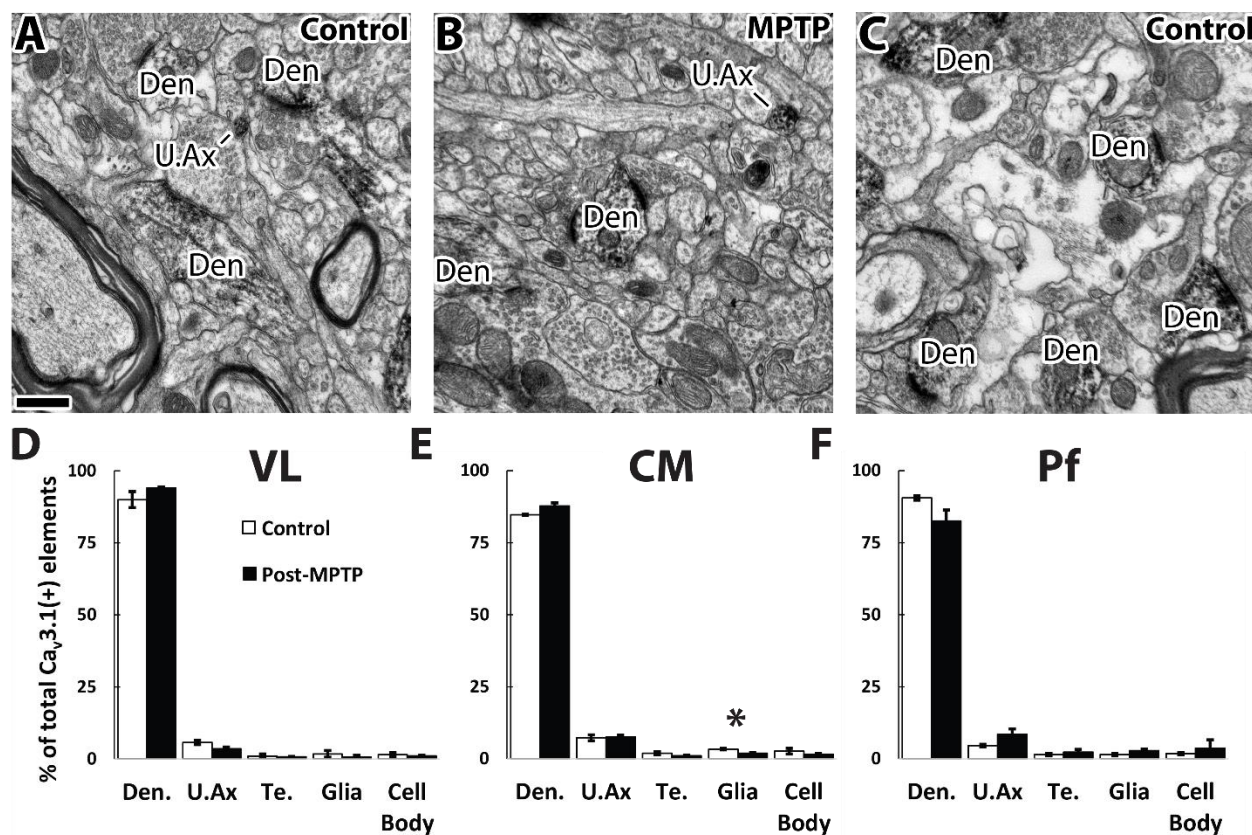 A Control
Den
Den
U.Ax
Den
B MPTP
U.Ax
Den
Den
C Control
Den
Den
Den
Den
Den
D VL
% of total Cav3.1(+) elements
100
75
50
25
0
Control
Post-MPTP
Den. U.Ax Te. Glia Cell
Body
E CM
100
75
50
25
0
*
Den. U.Ax Te. Glia Cell
Body
F Pf
100
75
50
25
0
Den. U.Ax Te. Glia Cell
Body